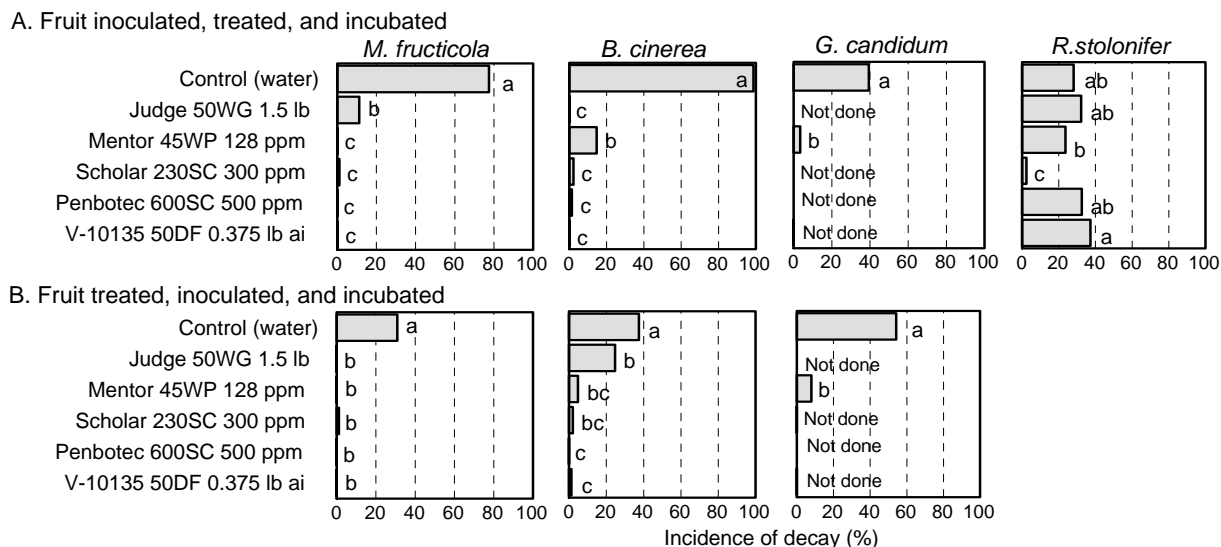 A. Fruit inoculated, treated, and incubated
M. fructicola B. cinerea G. candidum R.stolonifer
Control (water) a a a ab
Judge 50WG 1.5 lb b c Not done ab
Mentor 45WP 128 ppm c b b b
Scholar 230SC 300 ppm c c Not done c
Penbotec 600SC 500 ppm c c Not done ab
V-10135 50DF 0.375 lb ai c c Not done a
0 20 40 60 80 100 0 20 40 60 80 100 0 20 40 60 80 100 0 20 40 60 80 100
B. Fruit treated, inoculated, and incubated
Control (water) a a a
Judge 50WG 1.5 lb b b Not done
Mentor 45WP 128 ppm b bc b
Scholar 230SC 300 ppm b bc Not done
Penbotec 600SC 500 ppm b c Not done
V-10135 50DF 0.375 lb ai b c Not done
0 20 40 60 80 100 0 20 40 60 80 100 0 20 40 60 80 100
Incidence of decay (%)